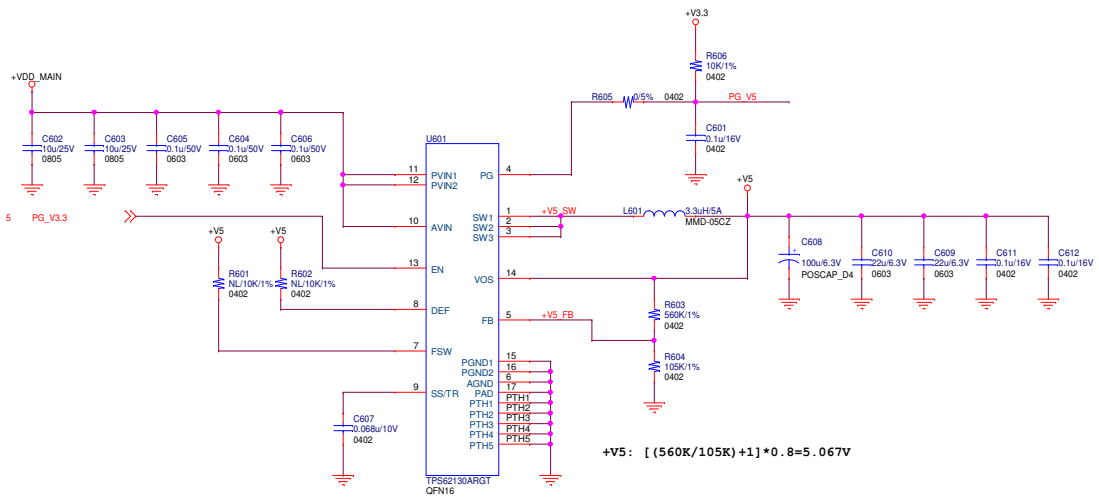 +V3.3
R606
10K/1%
0402
+VDD_MAIN
R605
0/5%
0402
PG_V5
C602
10u/25V
0805
C603
10u/25V
0805
C605
0.1u/50V
0603
C604
0.1u/50V
0603
C606
0.1u/50V
0603
C601
0.1u/16V
0402
U601
11
PVIN1
12
PVIN2
PG
4
+V5
5
PG_V3.3
10
AVIN
SW1
1
+V5_SW
SW2
2
SW3
3
L601
3.3uH/5A
MMD-05CZ
+V5
+V5
R601
NL/10K/1%
0402
R602
NL/10K/1%
0402
13
EN
VOS
14
C608
+
100u/6.3V
POSCAP_D4
C610
22u/6.3V
0603
C609
22u/6.3V
0603
C611
0.1u/16V
0402
C612
0.1u/16V
0402
8
DEF
FB
5
+V5_FB
R603
560K/1%
0402
7
FSW
R604
105K/1%
0402
PGND1
15
PGND2
16
AGND
6
9
SS/TR
PAD
17
PTH1
PTH1
PTH2
PTH2
PTH3
PTH3
PTH4
PTH4
PTH5
PTH5
C607
0.068u/10V
0402
+V5: [(560K/105K)+1]*0.8=5.067V
TPS62130ARGT
QFN16